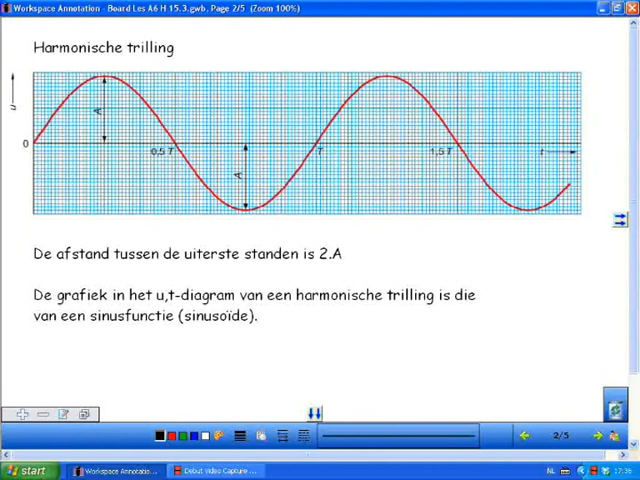 Workspace Annotation - Board Les A6 H 15.3.gwb, Page 2/5 (Zoom 100%)
Harmonische trilling
u
A
0
0,5 T
T
1,5T
t
A
De afstand tussen de uiterste standen is 2.A
De grafiek in het u,t-diagram van een harmonische trilling is die
van een sinusfunctie (sinusoïde).
2/5
start
Workspace Annotatio...
Debut Video Capture ...
NL
17:36